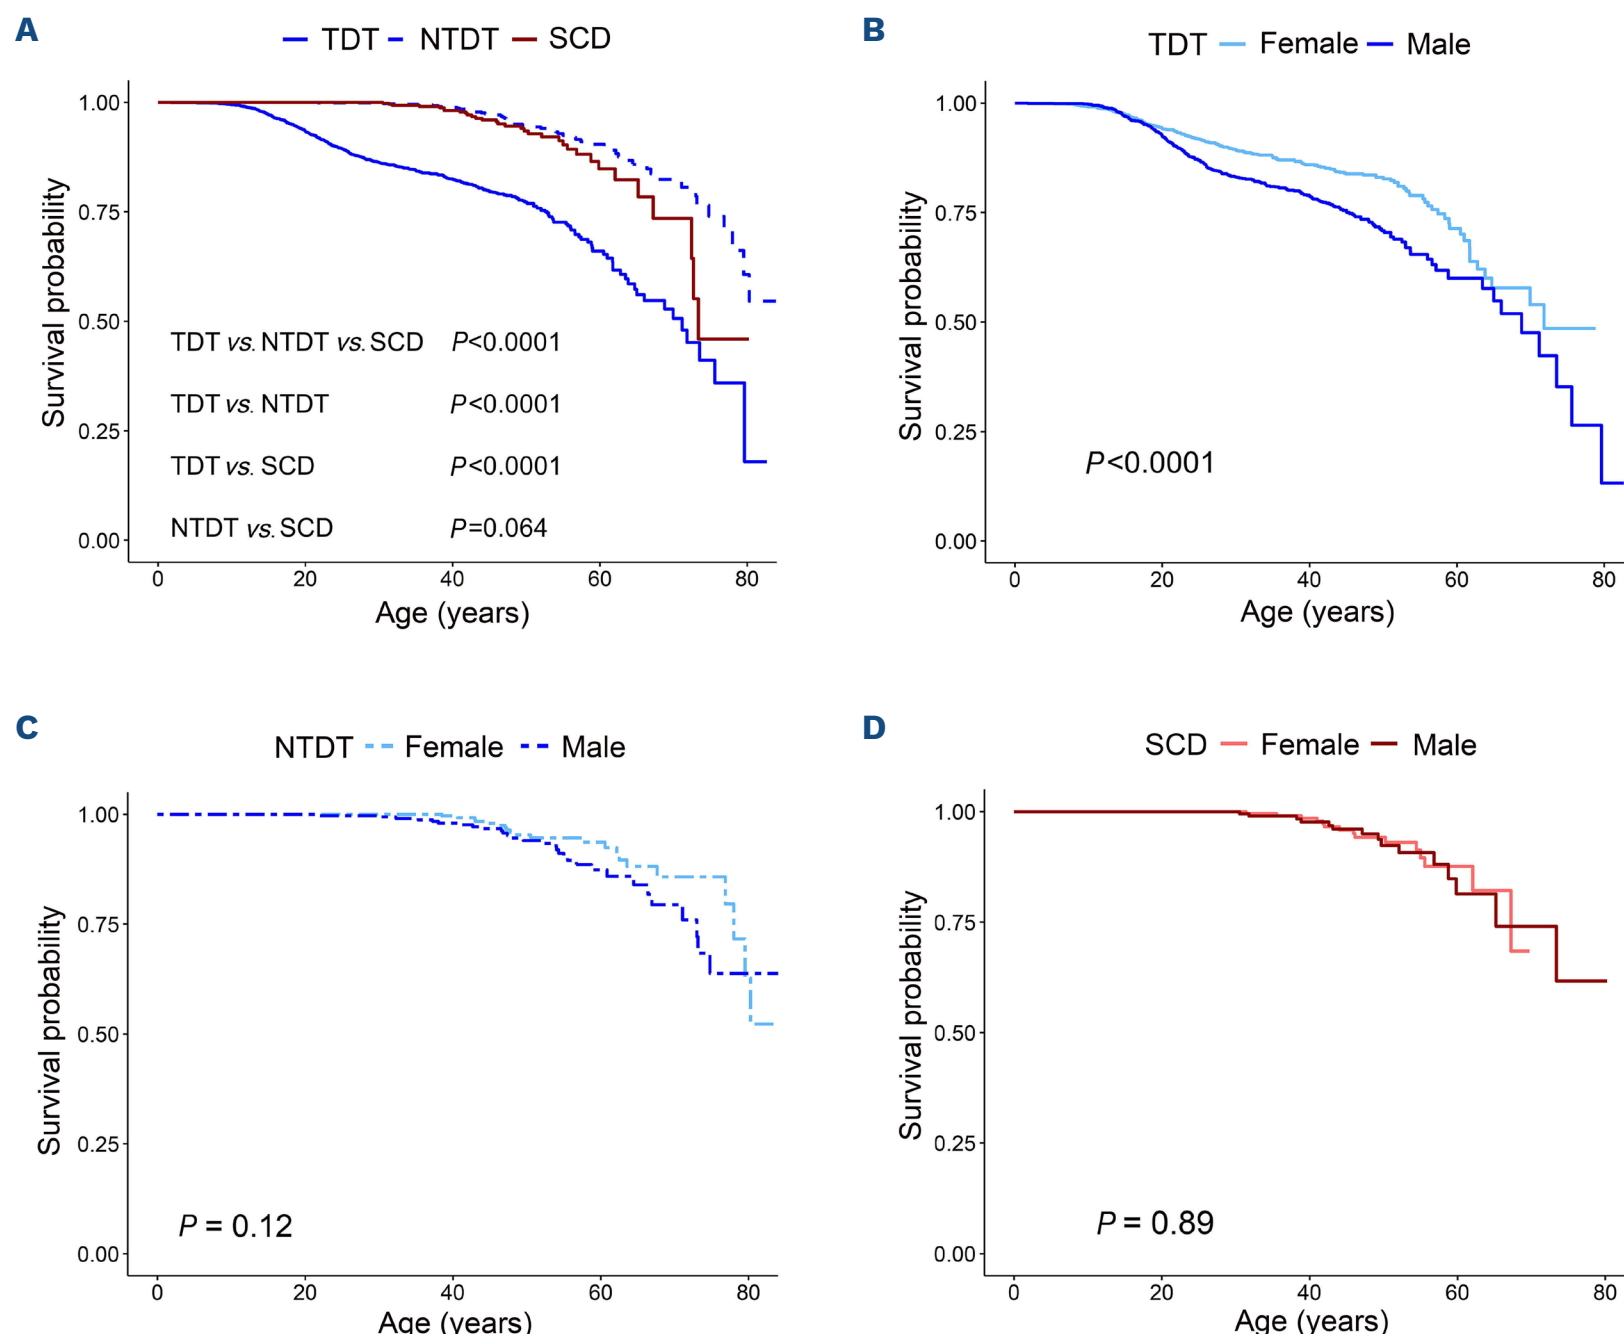 A
TDT NTDT SCD
1.00
0.75
0.50
0.25
0.00
Survival probability
TDT vs. NTDT vs. SCD P<0.0001
TDT vs. NTDT P<0.0001
TDT vs. SCD P<0.0001
NTDT vs. SCD P=0.064
0 20 40 60 80
Age (years)
B
TDT Female Male
1.00
0.75
0.50
0.25
0.00
Survival probability
P<0.0001
0 20 40 60 80
Age (years)
C
NTDT Female Male
1.00
0.75
0.50
0.25
0.00
Survival probability
P = 0.12
0 20 40 60 80
Age (years)
D
SCD Female Male
1.00
0.75
0.50
0.25
0.00
Survival probability
P = 0.89
0 20 40 60 80
Age (years)